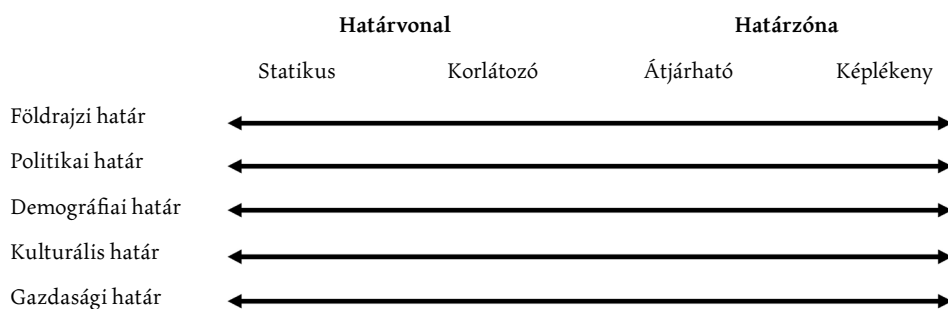 Határvonal Határzóna
Statikus Korlátozó Átjárható Képlékeny
Földrajzi határ
Politikai határ
Demográfiai határ
Kulturális határ
Gazdasági határ